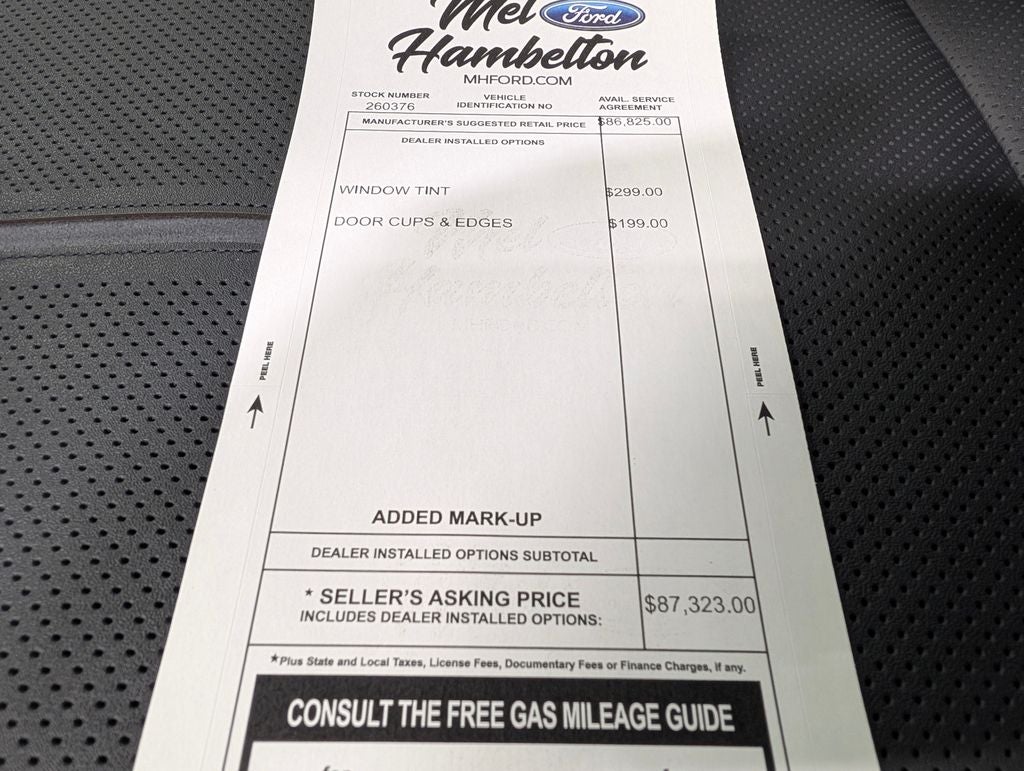 Mel Ford
Hambelton
MHFORD.COM
STOCK NUMBER
260376
VEHICLE
IDENTIFICATION NO
AVAIL. SERVICE
AGREEMENT
MANUFACTURER'S SUGGESTED RETAIL PRICE $86,825.00
DEALER INSTALLED OPTIONS
WINDOW TINT $299.00
DOOR CUPS & EDGES $199.00
Mel
Hambelton
PEEL HERE
PEEL HERE
ADDED MARK-UP
DEALER INSTALLED OPTIONS SUBTOTAL
* SELLER'S ASKING PRICE
INCLUDES DEALER INSTALLED OPTIONS:
$87,323.00
*Plus State and Local Taxes, License Fees, Documentary Fees or Finance Charges, if any.
CONSULT THE FREE GAS MILEAGE GUIDE